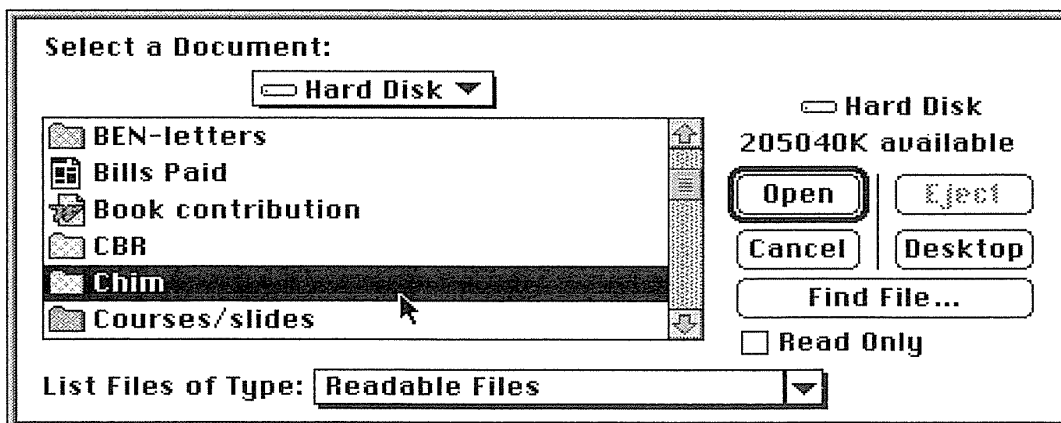 Select a Document:
Hard Disk
BEN-letters
Bills Paid
Book contribution
CBR
Chim
Courses/slides
Hard Disk
205040K available
Open
Eject
Cancel
Desktop
Find File...
Read Only
List Files of Type:
Readable Files